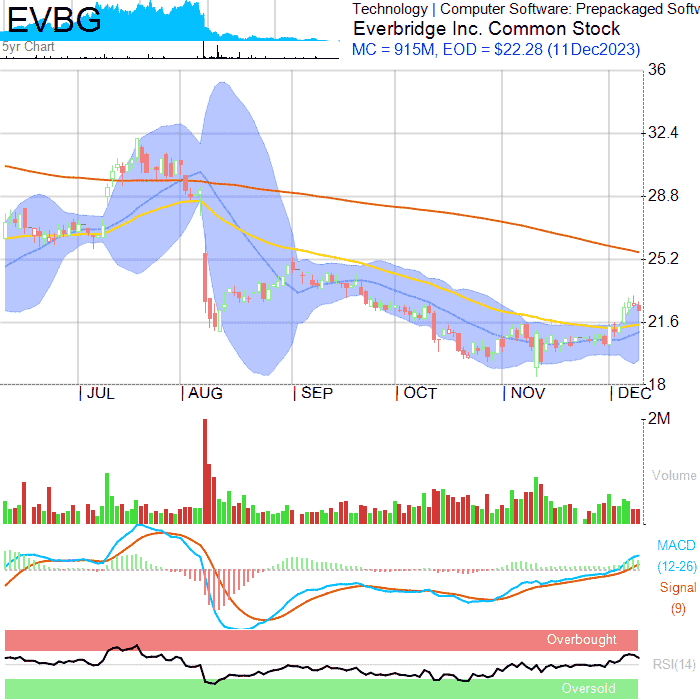 EVBG
5yr Chart
Technology | Computer Software: Prepackaged Softw
Everbridge Inc. Common Stock
MC = 915M, EOD = $22.28 (11Dec2023)
36
32.4
28.8
25.2
21.6
18
JUL AUG SEP OCT NOV DEC
2M
Volume
MACD
(12-26)
Signal
(9)
Overbought
RSI(14)
Oversold